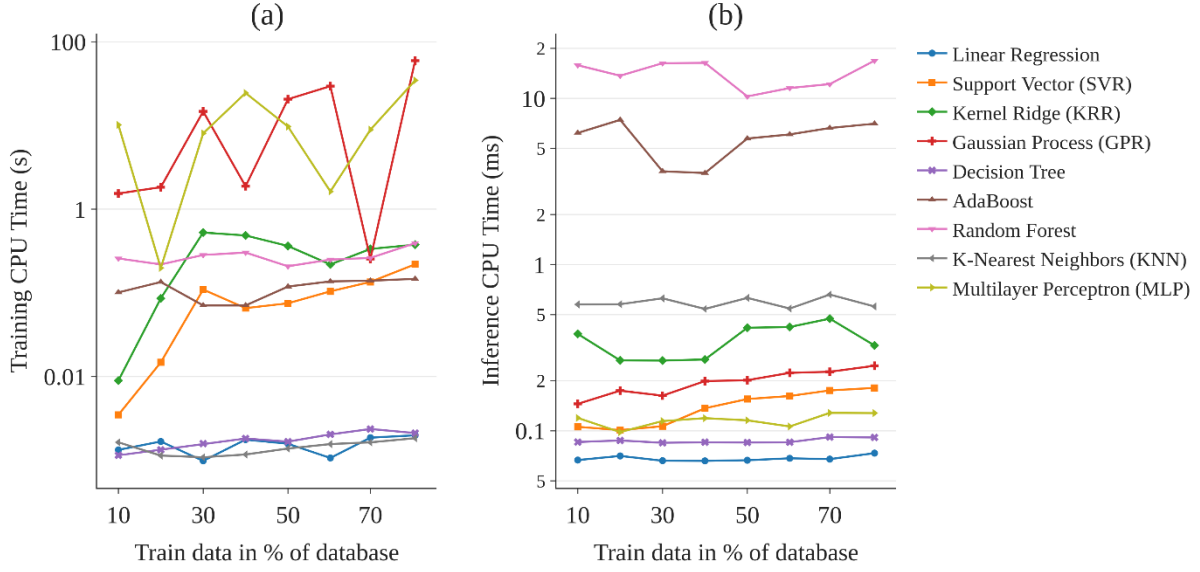 (a)
Training CPU Time (s)
100
1
0.01
10
30
50
70
Train data in % of database
(b)
Inference CPU Time (ms)
2
10
5
2
1
5
2
0.1
5
10
30
50
70
Train data in % of database
Linear Regression
Support Vector (SVR)
Kernel Ridge (KRR)
Gaussian Process (GPR)
Decision Tree
AdaBoost
Random Forest
K-Nearest Neighbors (KNN)
Multilayer Perceptron (MLP)